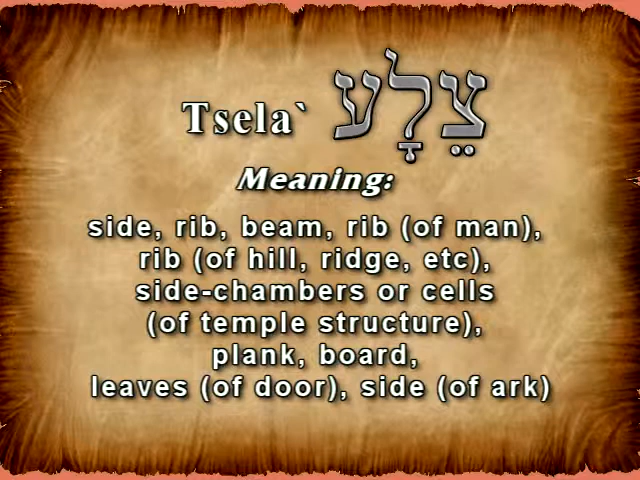 Tsela` צֵלָע
Meaning:
side, rib, beam, rib (of man),
rib (of hill, ridge, etc),
side-chambers or cells
(of temple structure),
plank, board,
leaves (of door), side (of ark)